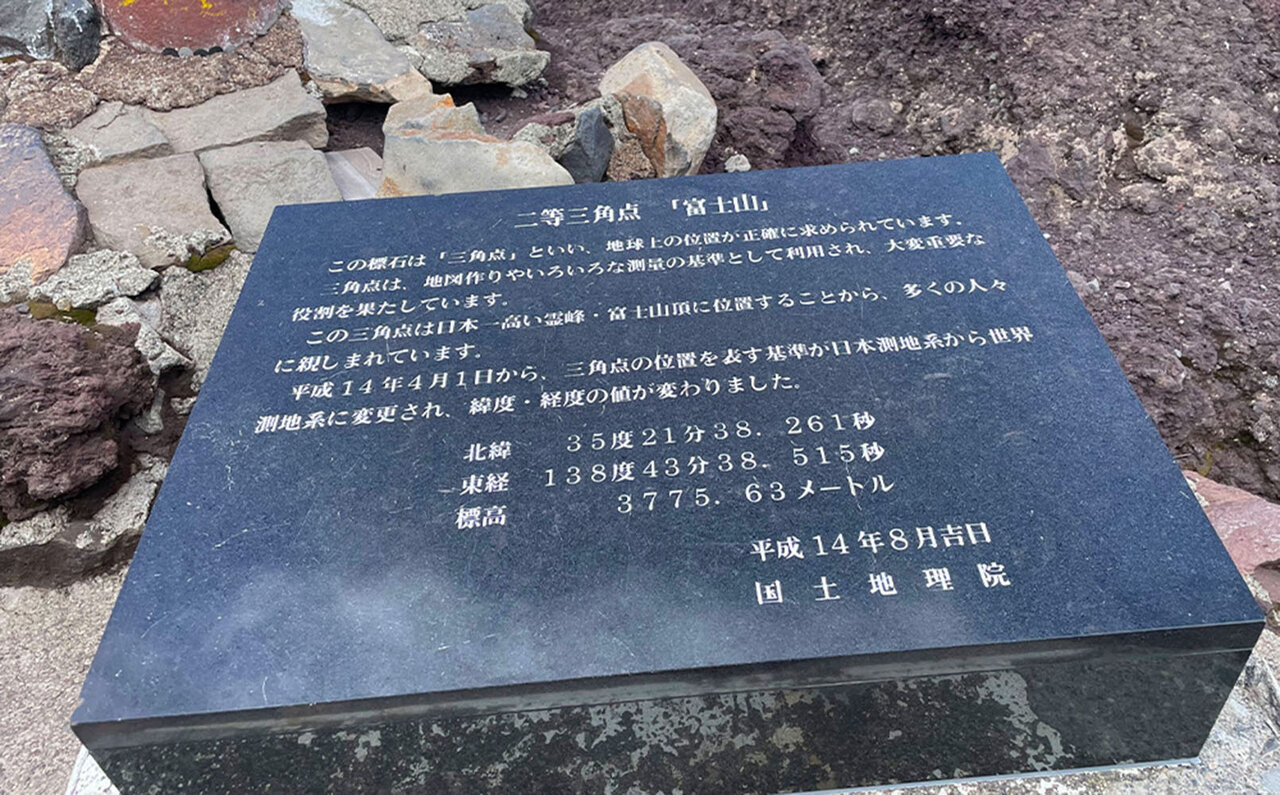 二等三角点 「富士山」
この標石は「三角点」といい、地球上の位置が正確に求められています。
三角点は、地図作りやいろいろな測量の基準として利用され、大変重要な
役割を果たしています。
この三角点は日本一高い霊峰・富士山頂に位置することから、多くの人々
に親しまれています。
平成14年4月1日から、三角点の位置を表す基準が日本測地系から世界
測地系に変更され、緯度・経度の値が変わりました。
北緯 35度21分38.261秒
東経 138度43分38.515秒
標高 3775.63メートル
平成14年8月吉日
国土地理院